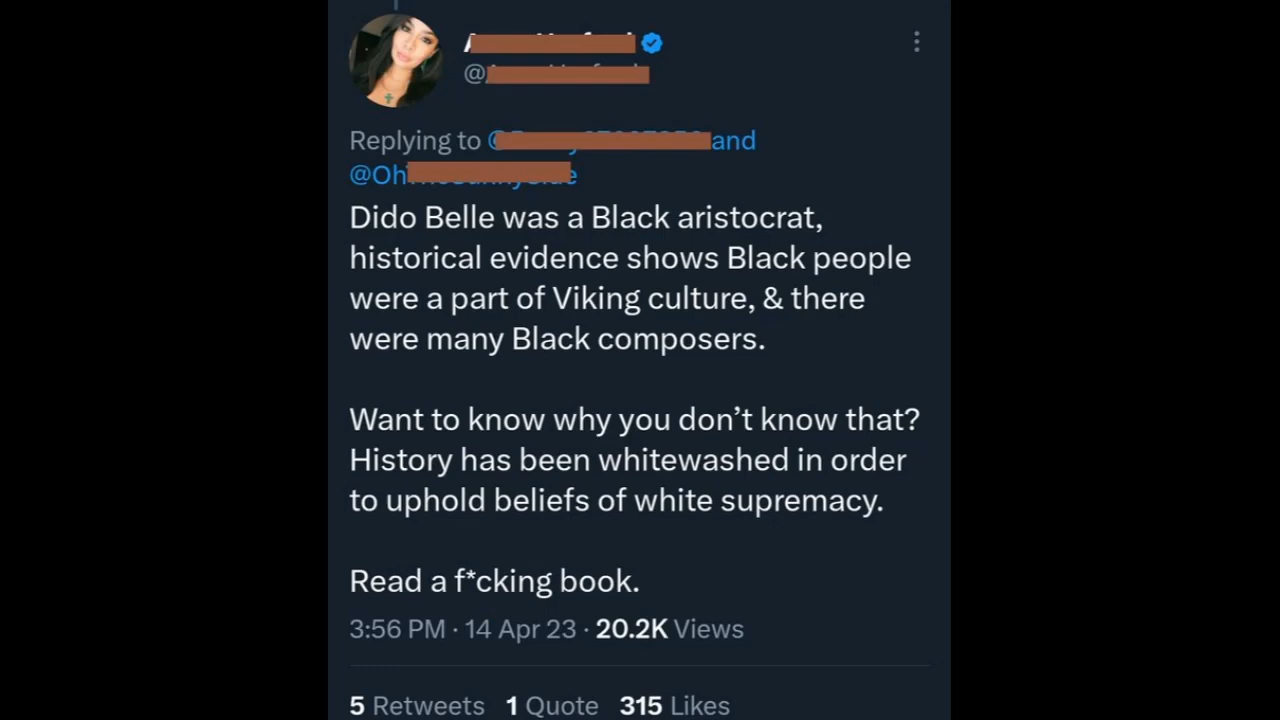 Replying to and
@Oh
Dido Belle was a Black aristocrat,
historical evidence shows Black people
were a part of Viking culture, & there
were many Black composers.
Want to know why you don’t know that?
History has been whitewashed in order
to uphold beliefs of white supremacy.
Read a f*cking book.
3:56 PM · 14 Apr 23 · 20.2K Views
5 Retweets 1 Quote 315 Likes